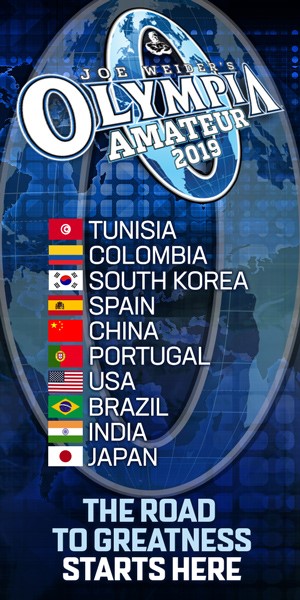 JOE WEIDER'S
OLYMPIA
AMATEUR
2019
TUNISIA
COLOMBIA
SOUTH KOREA
SPAIN
CHINA
PORTUGAL
USA
BRAZIL
INDIA
JAPAN
THE ROAD
TO GREATNESS
STARTS HERE